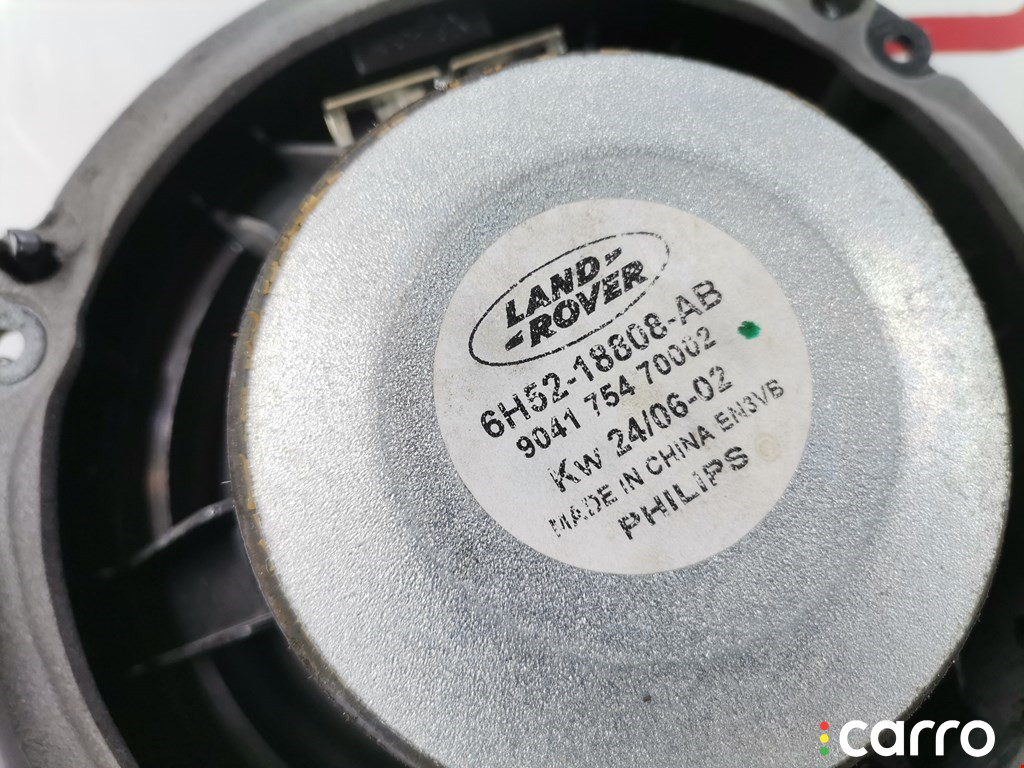 LAND-
-ROVER
6H52-18808-AB
9041 754 70002
Kw 24/06-02
MADE IN CHINA EN3VB
PHILIPS
carro